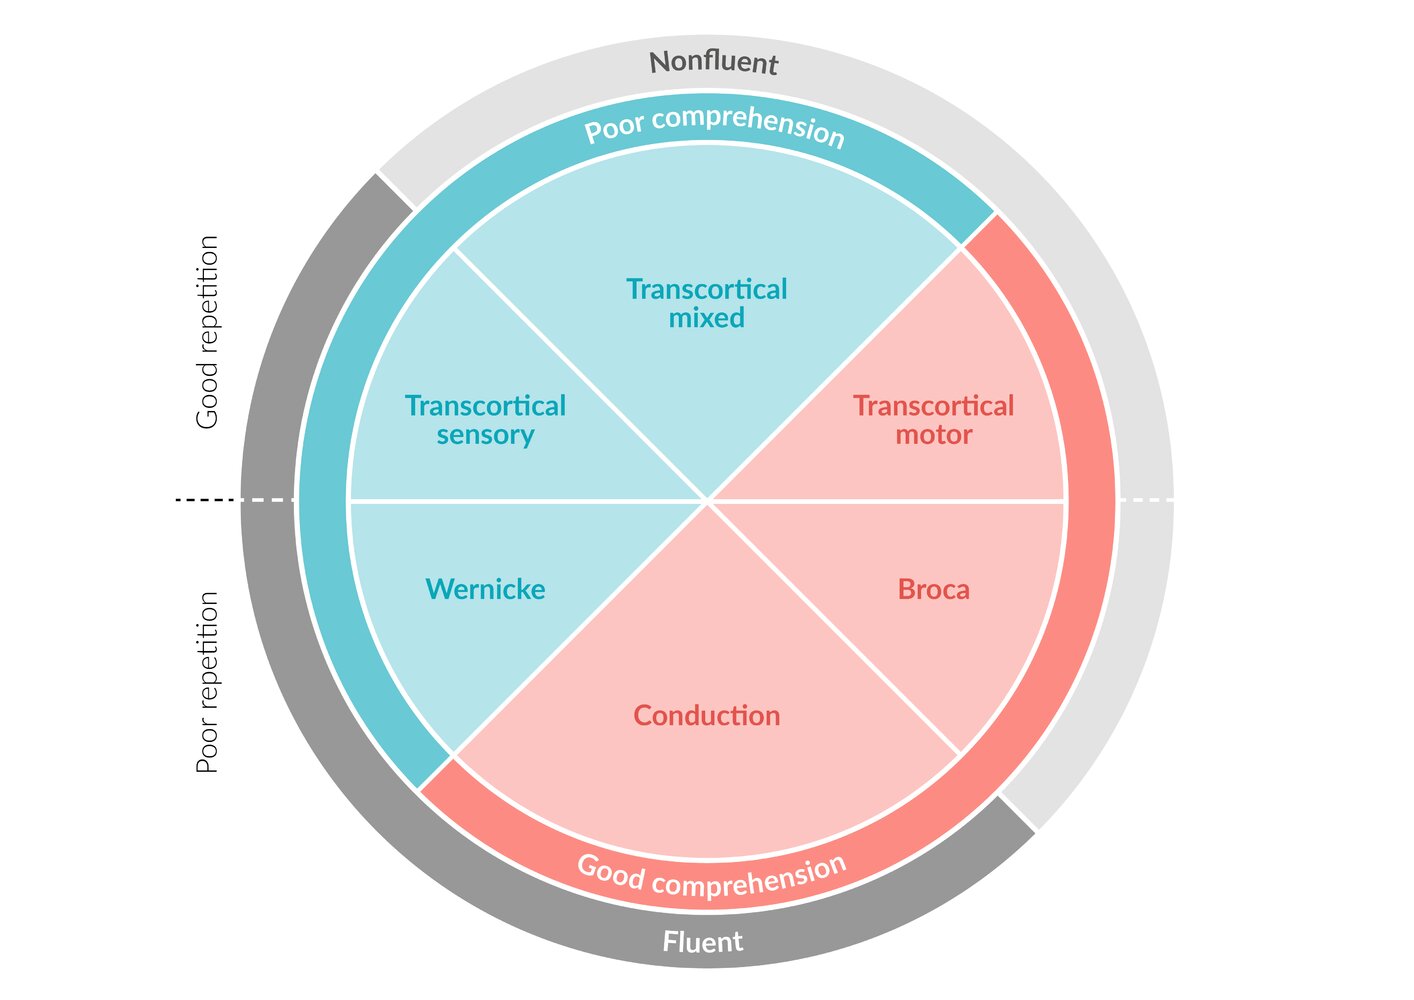 Nonfluent
Poor comprehension
Transcortical
mixed
Good repetition
Transcortical
sensory
Transcortical
motor
Wernicke
Broca
Poor repetition
Conduction
Good comprehension
Fluent